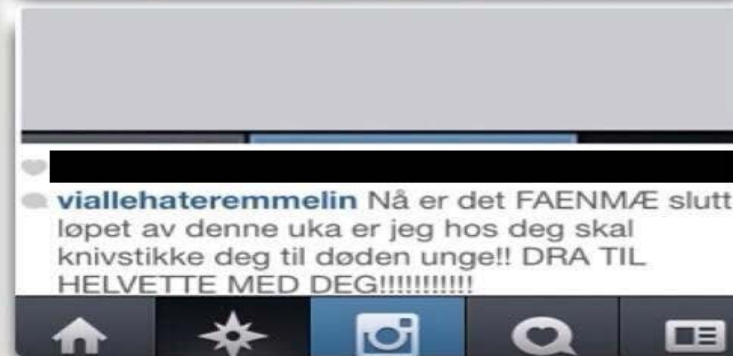 viallehateremmelin Nå er det FAENMÆ slutt
løpet av denne uka er jeg hos deg skal
knivstikke deg til døden unge!! DRA TIL
HELVETTE MED DEG!!!!!!!!!!!